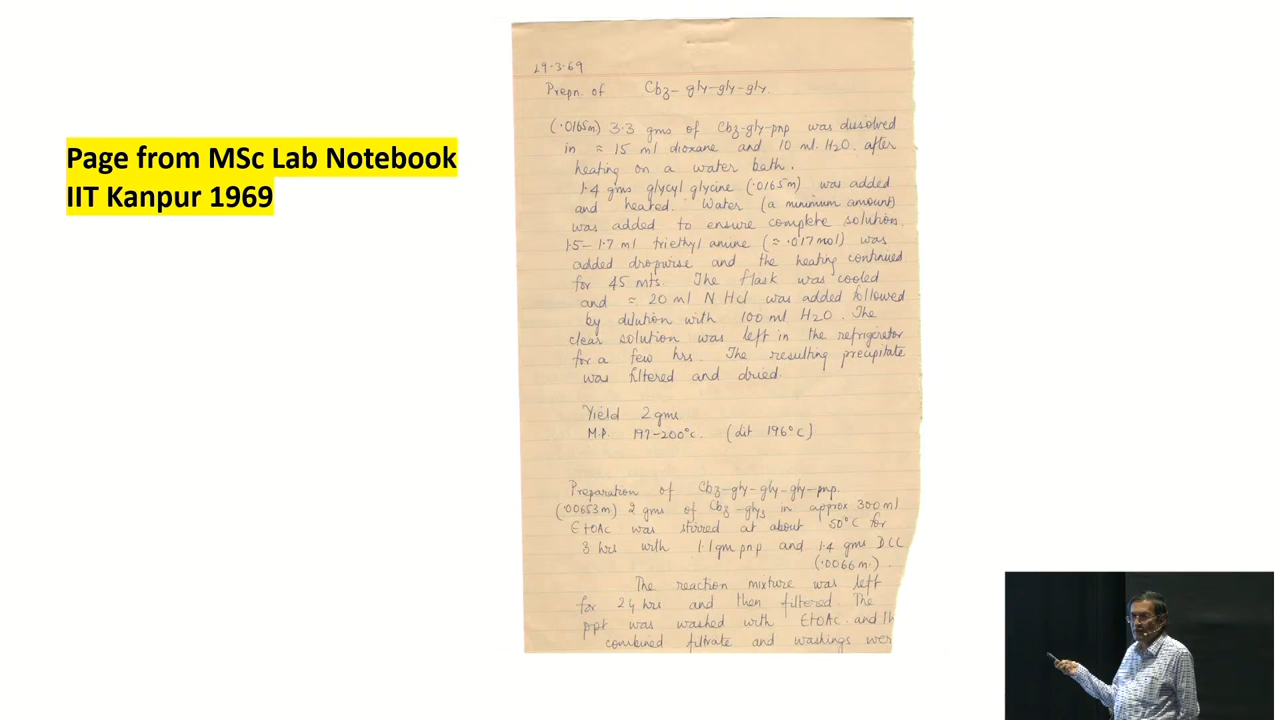 Page from MSc Lab Notebook
IIT Kanpur 1969
29-3-69
Prepn. of Cbz- gly-gly-gly.
(.0165m) 3.3 gms of Cbz-gly-pnp was dissolved
in ≈ 15 ml dioxane and 10 ml. H2O. after
heating on a water bath.
1.4 gms glycyl glycine (.0165m) was added
and heated. Water (a minimum amount)
was added to ensure complete solution.
1.5-1.7 ml triethyl amine (≈ .017mol) was
added dropwise and the heating continued
for 45 mts. The flask was cooled
and ≈ 20 ml N HCl was added followed
by dilution with 100 ml H2O. The
clear solution was left in the refrigerator
for a few hrs. The resulting precipitate
was filtered and dried.
Yield 2 gms.
M.P. 197-200°c. (lit 196°c)
Preparation of Cbz-gly-gly-gly-pnp.
(.00653m) 2 gms of Cbz-gly3 in approx 300 ml
EtOAc was stirred at about 50°C for
3 hrs with 1.1gm pnp and 1.4 gms DCC
(.0066m.).
The reaction mixture was left
for 24 hrs and then filtered. The
ppt was washed with EtOAc. and th
combined filtrate and washings wer